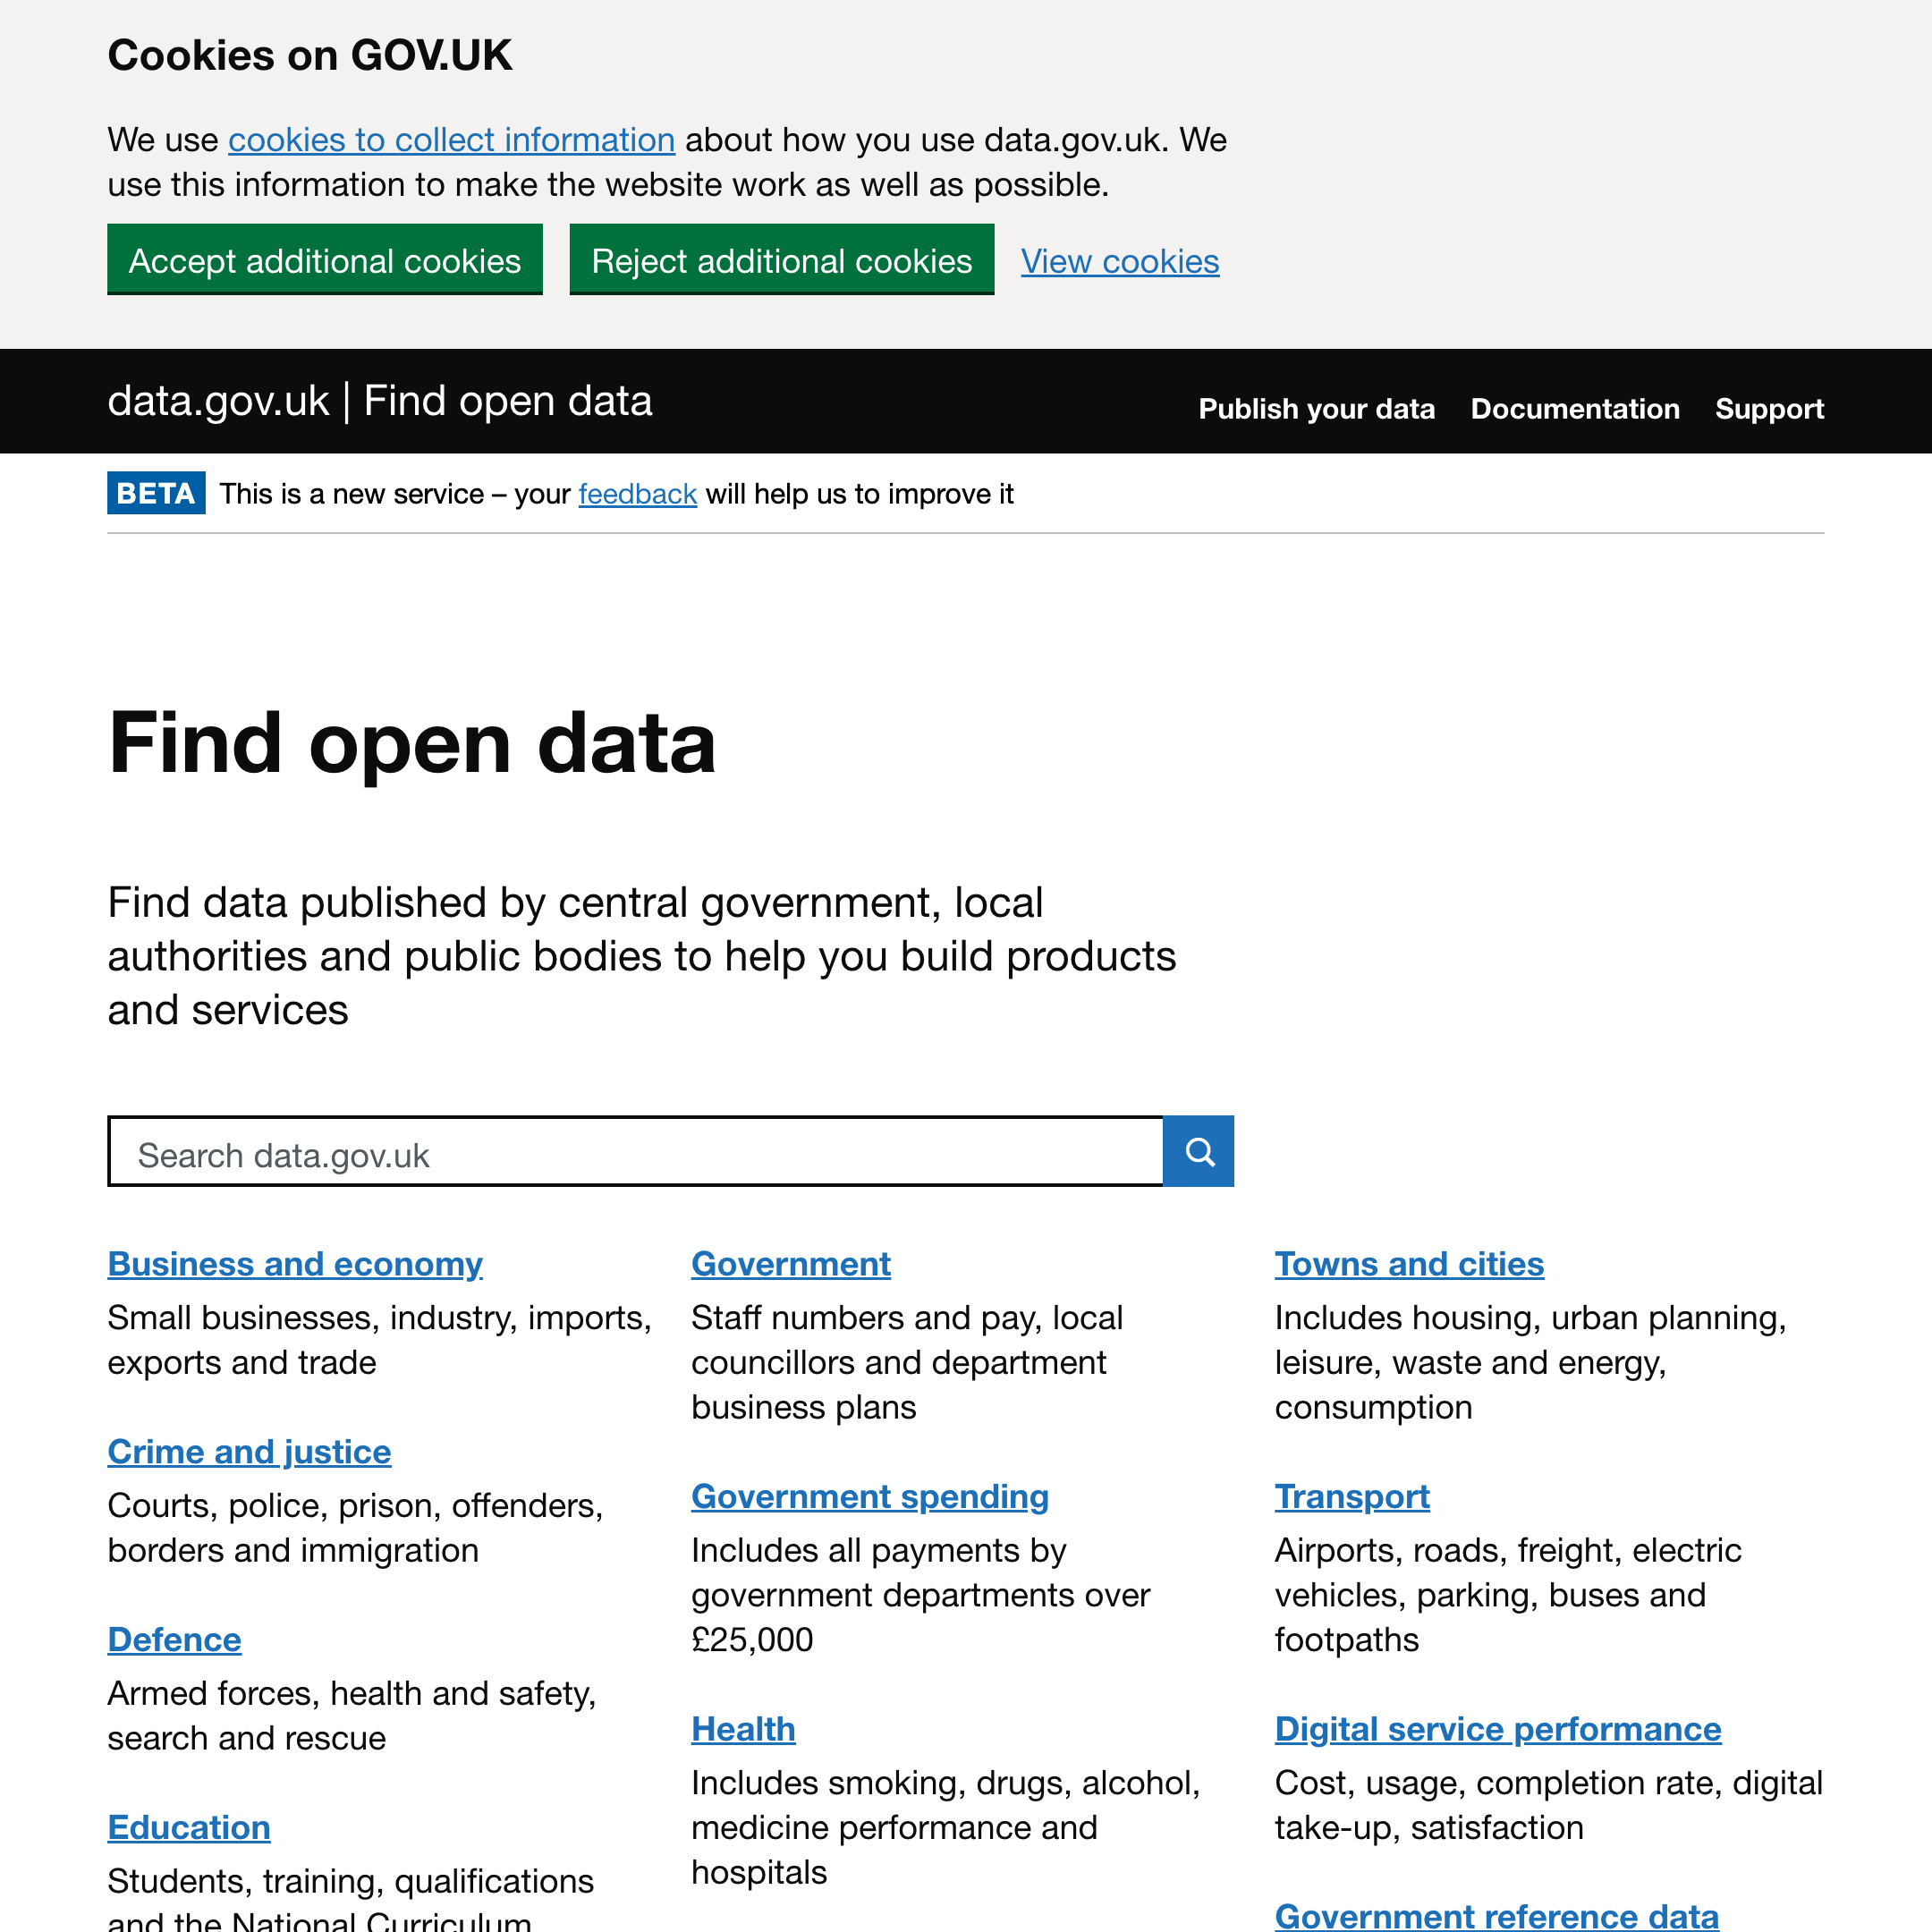 Cookies on GOV.UK
We use cookies to collect information about how you use data.gov.uk. We
use this information to make the website work as well as possible.
Accept additional cookies
Reject additional cookies
View cookies
data.gov.uk | Find open data
Publish your data
Documentation
Support
BETA
This is a new service – your feedback will help us to improve it
Find open data
Find data published by central government, local
authorities and public bodies to help you build products
and services
Search data.gov.uk
Business and economy
Small businesses, industry, imports,
exports and trade
Crime and justice
Courts, police, prison, offenders,
borders and immigration
Defence
Armed forces, health and safety,
search and rescue
Education
Students, training, qualifications
and the National Curriculum
Government
Staff numbers and pay, local
councillors and department
business plans
Government spending
Includes all payments by
government departments over
£25,000
Health
Includes smoking, drugs, alcohol,
medicine performance and
hospitals
Towns and cities
Includes housing, urban planning,
leisure, waste and energy,
consumption
Transport
Airports, roads, freight, electric
vehicles, parking, buses and
footpaths
Digital service performance
Cost, usage, completion rate, digital
take-up, satisfaction
Government reference data